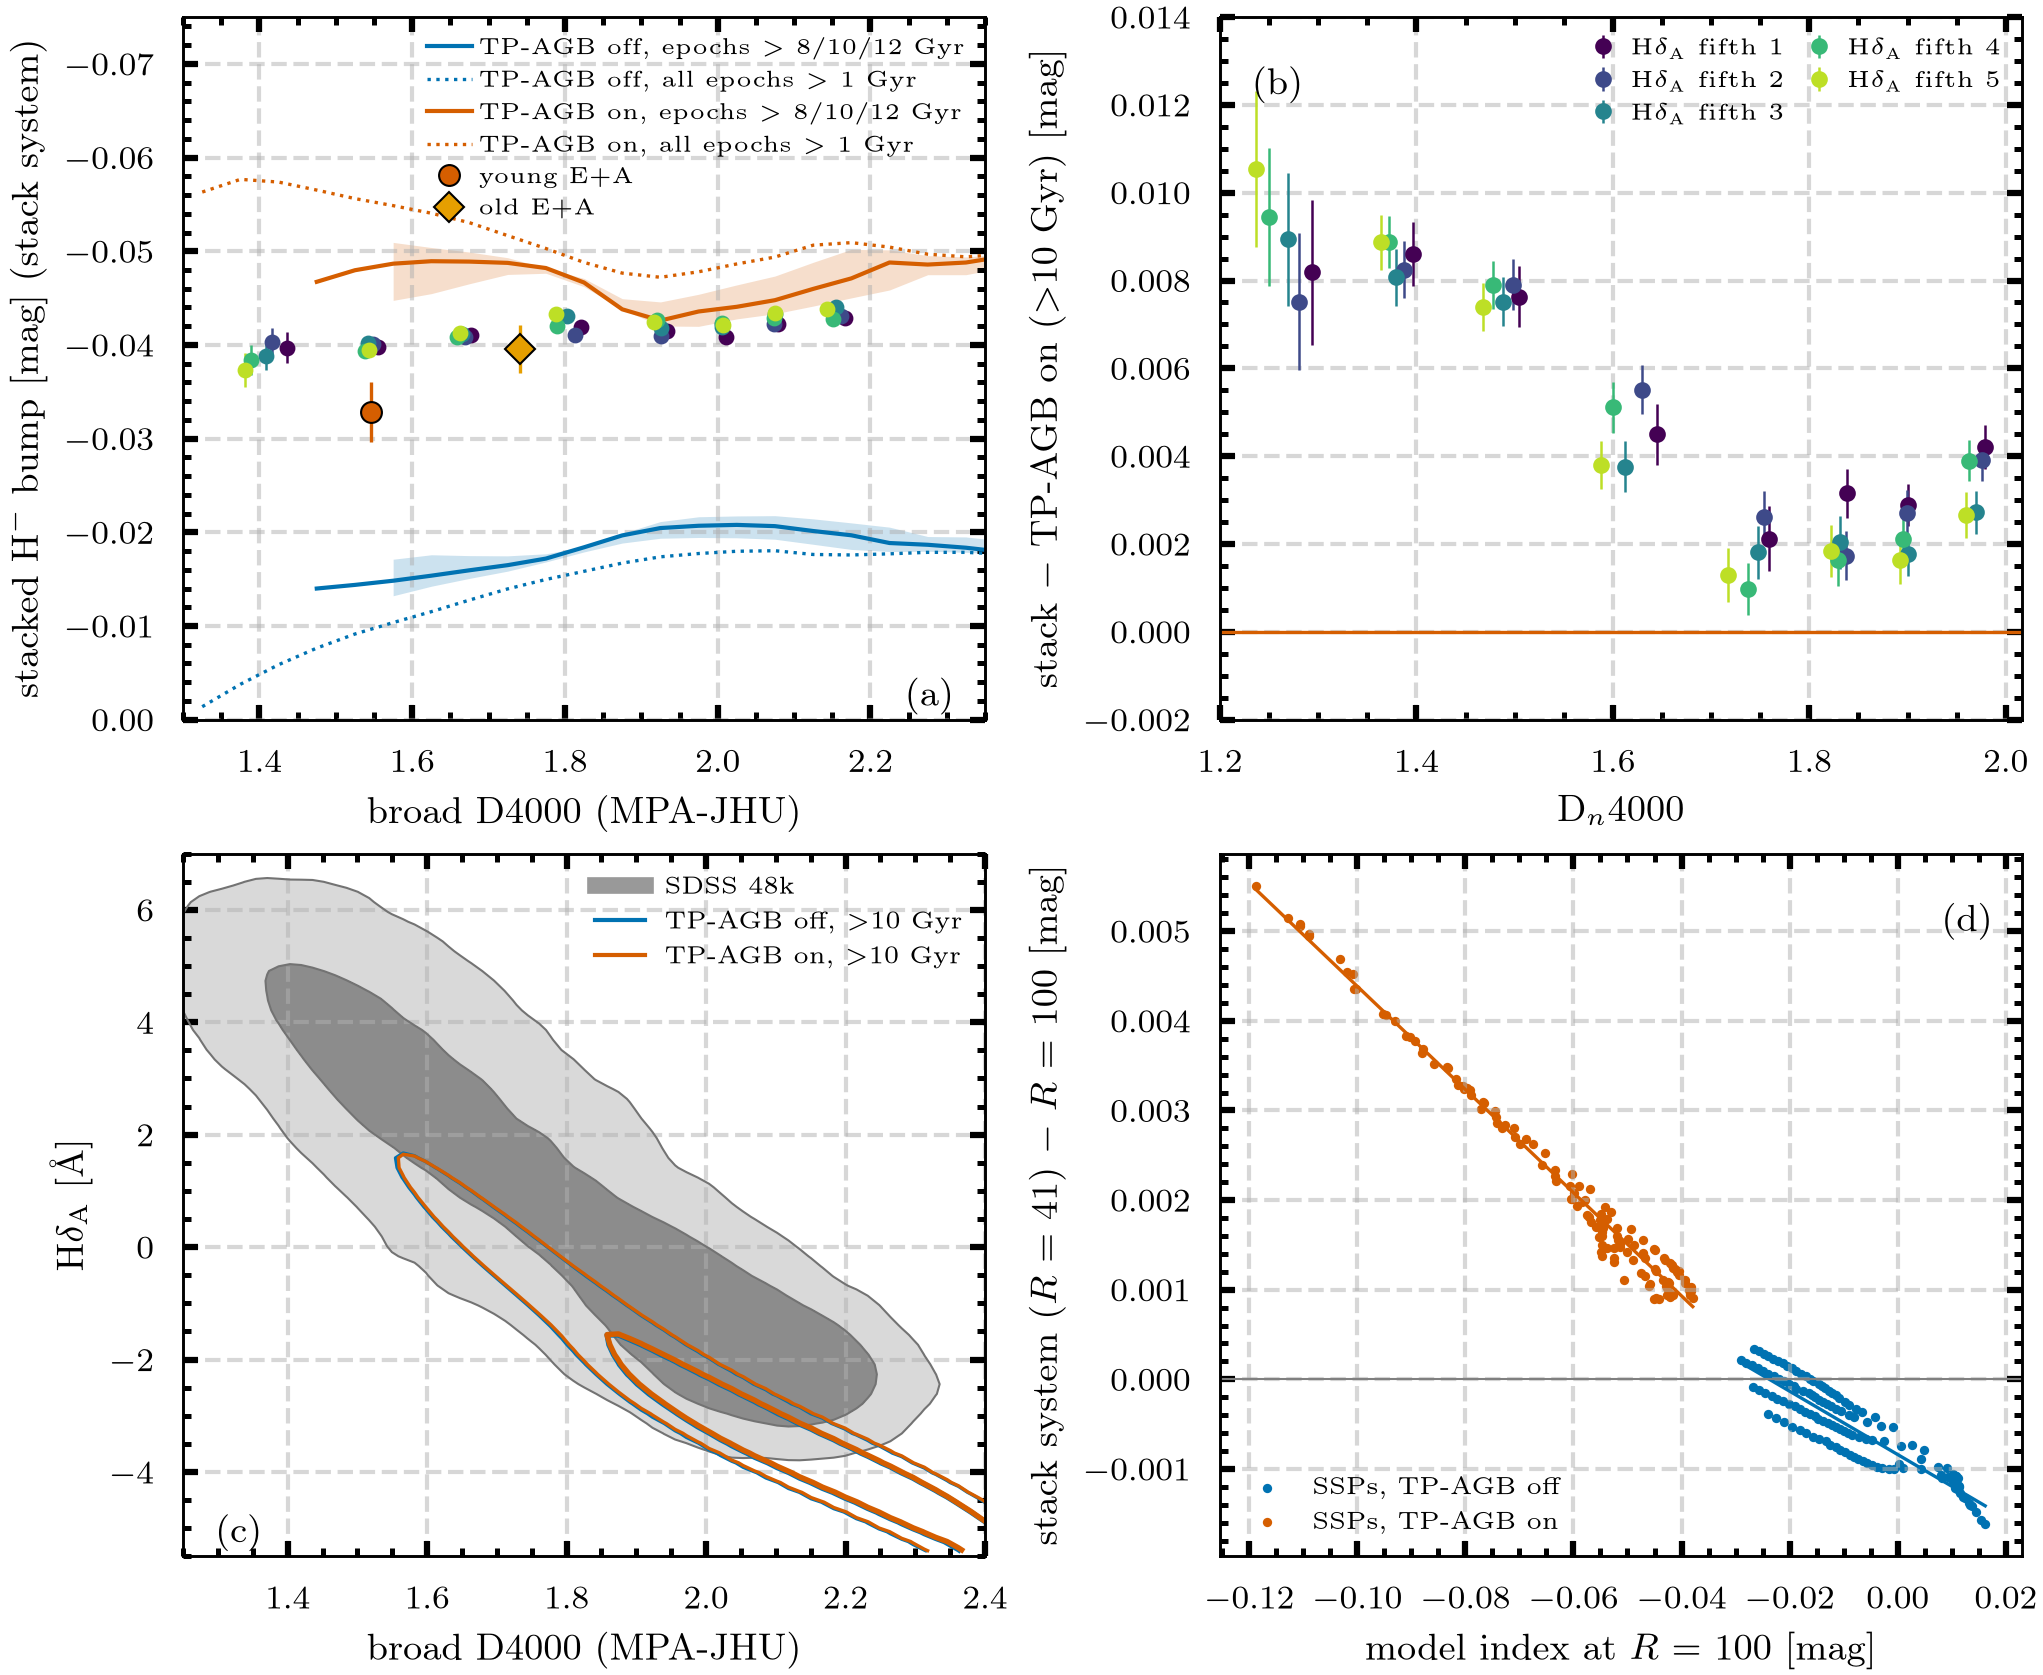 TP-AGB off, epochs > 8/10/12 Gyr
TP-AGB off, all epochs > 1 Gyr
TP-AGB on, epochs > 8/10/12 Gyr
TP-AGB on, all epochs > 1 Gyr
young E+A
old E+A
(a)
−0.07
−0.06
−0.05
−0.04
−0.03
−0.02
−0.01
0.00
1.4 1.6 1.8 2.0 2.2
broad D4000 (MPA-JHU)
stacked H⁻ bump [mag] (stack system)
(b)
Hδ_A fifth 1
Hδ_A fifth 2
Hδ_A fifth 3
Hδ_A fifth 4
Hδ_A fifth 5
0.014
0.012
0.010
0.008
0.006
0.004
0.002
0.000
−0.002
1.2 1.4 1.6 1.8 2.0
D_n4000
stack − TP-AGB on (>10 Gyr) [mag]
SDSS 48k
TP-AGB off, >10 Gyr
TP-AGB on, >10 Gyr
(c)
6
4
2
0
−2
−4
1.4 1.6 1.8 2.0 2.2 2.4
broad D4000 (MPA-JHU)
Hδ_A [Å]
(d)
SSPs, TP-AGB off
SSPs, TP-AGB on
0.005
0.004
0.003
0.002
0.001
0.000
−0.001
−0.12 −0.10 −0.08 −0.06 −0.04 −0.02 0.00 0.02
model index at R = 100 [mag]
stack system (R = 41) − R = 100 [mag]